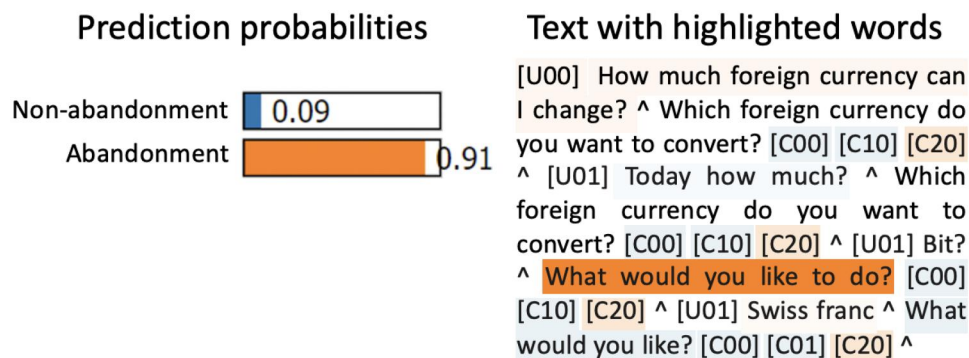 Prediction probabilities
Non-abandonment 0.09
Abandonment 0.91
Text with highlighted words
[U00] How much foreign currency can
I change? ^ Which foreign currency do
you want to convert? [C00] [C10] [C20]
^ [U01] Today how much? ^ Which
foreign currency do you want to
convert? [C00] [C10] [C20] ^ [U01] Bit?
^ What would you like to do? [C00]
[C10] [C20] ^ [U01] Swiss franc ^ What
would you like? [C00] [C01] [C20] ^